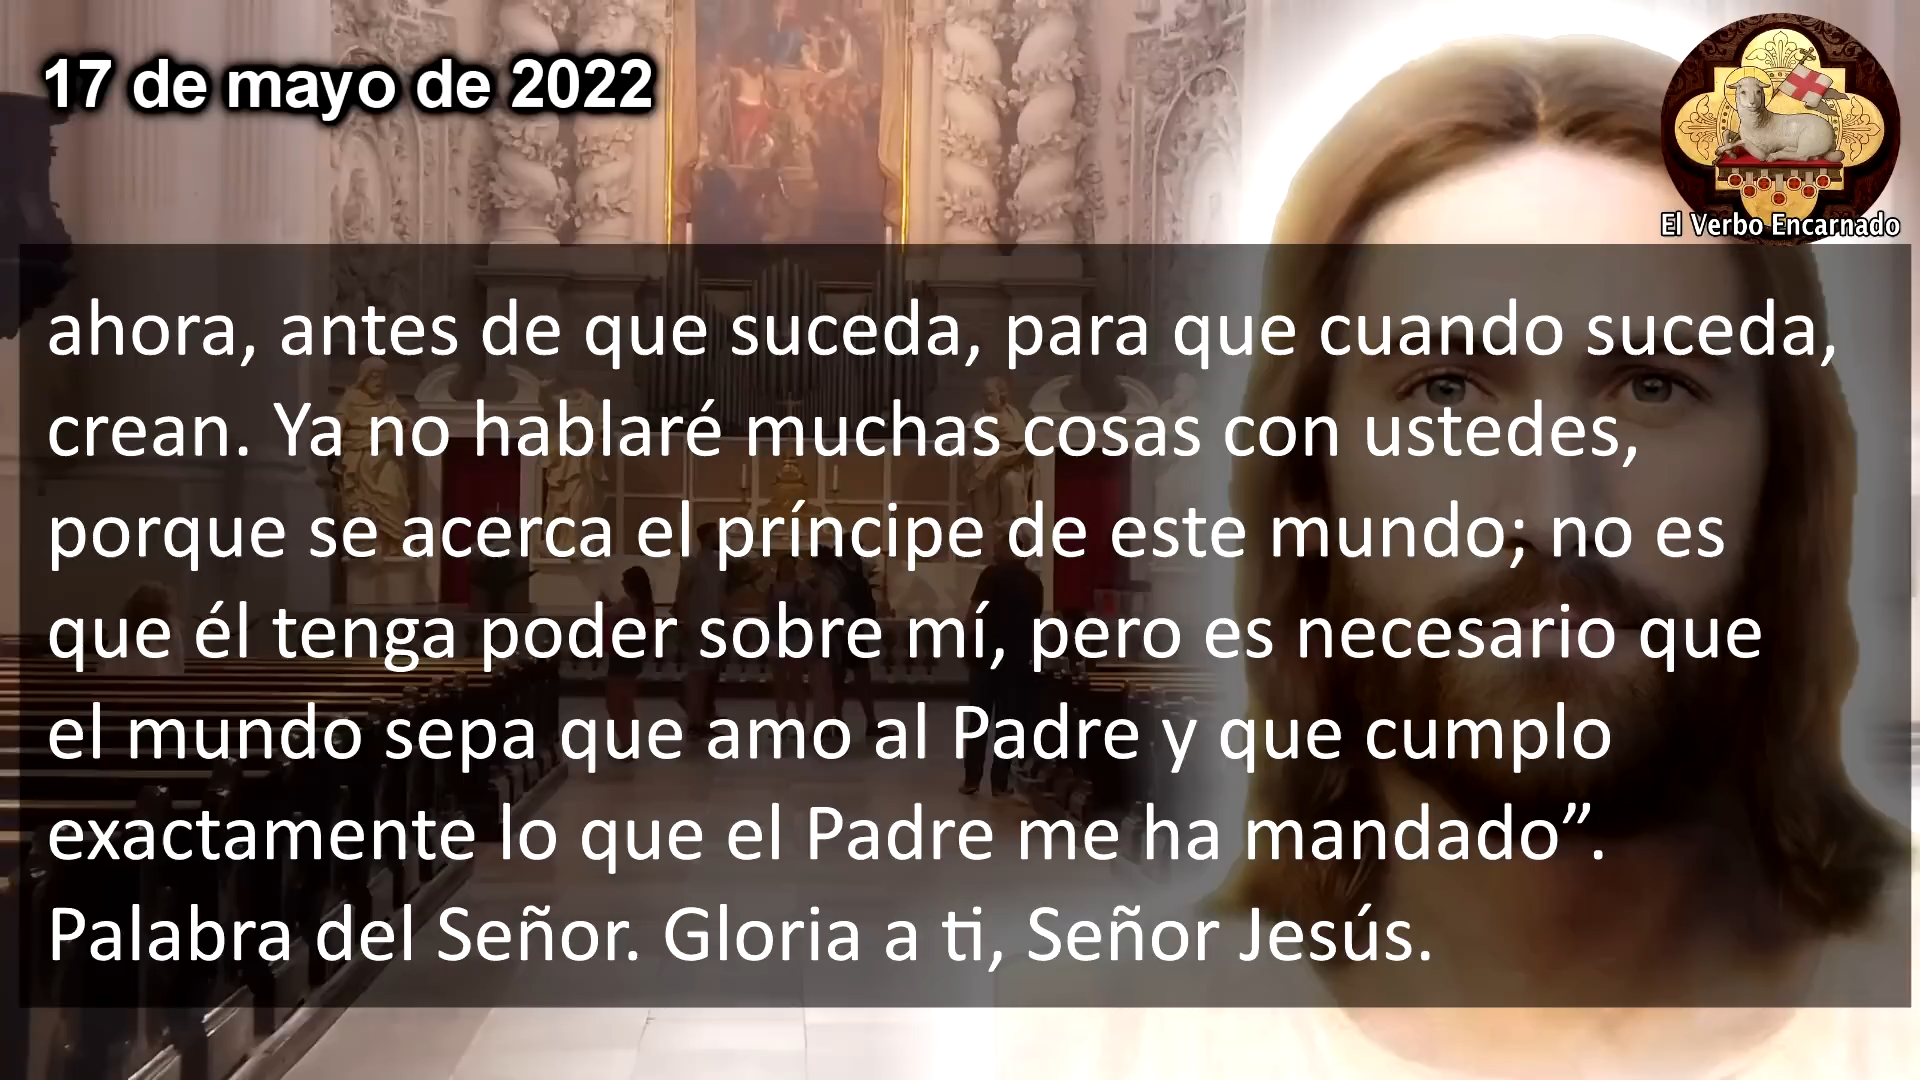 17 de mayo de 2022
El Verbo Encarnado
ahora, antes de que suceda, para que cuando suceda,
crean. Ya no hablaré muchas cosas con ustedes,
porque se acerca el príncipe de este mundo; no es
que él tenga poder sobre mí, pero es necesario que
el mundo sepa que amo al Padre y que cumplo
exactamente lo que el Padre me ha mandado”.
Palabra del Señor. Gloria a ti, Señor Jesús.